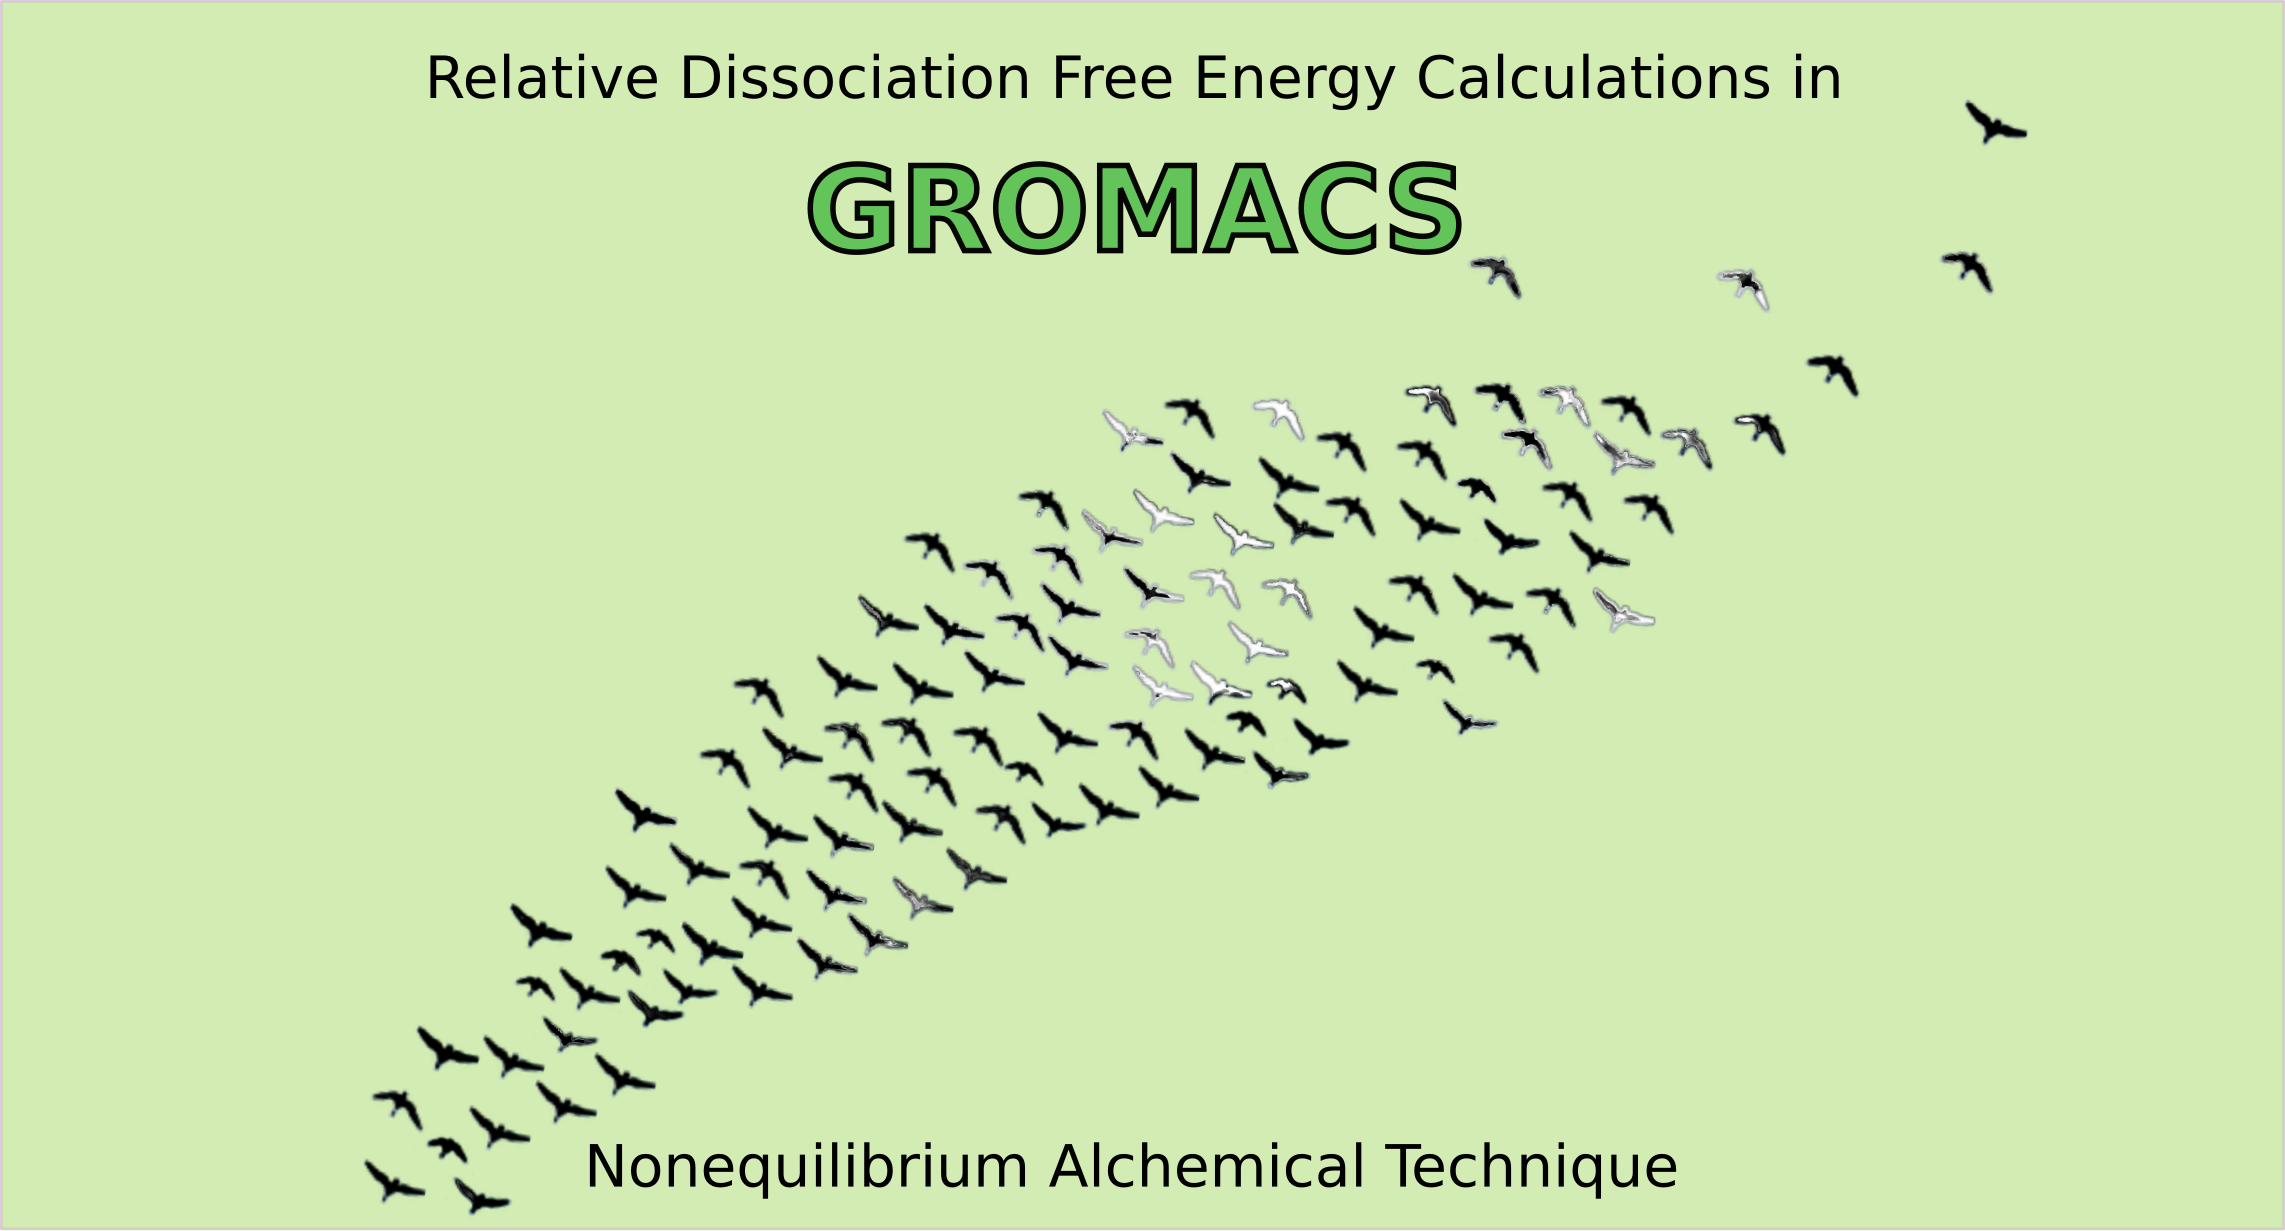 Relative Dissociation Free Energy Calculations in
GROMACS
Nonequilibrium Alchemical Technique